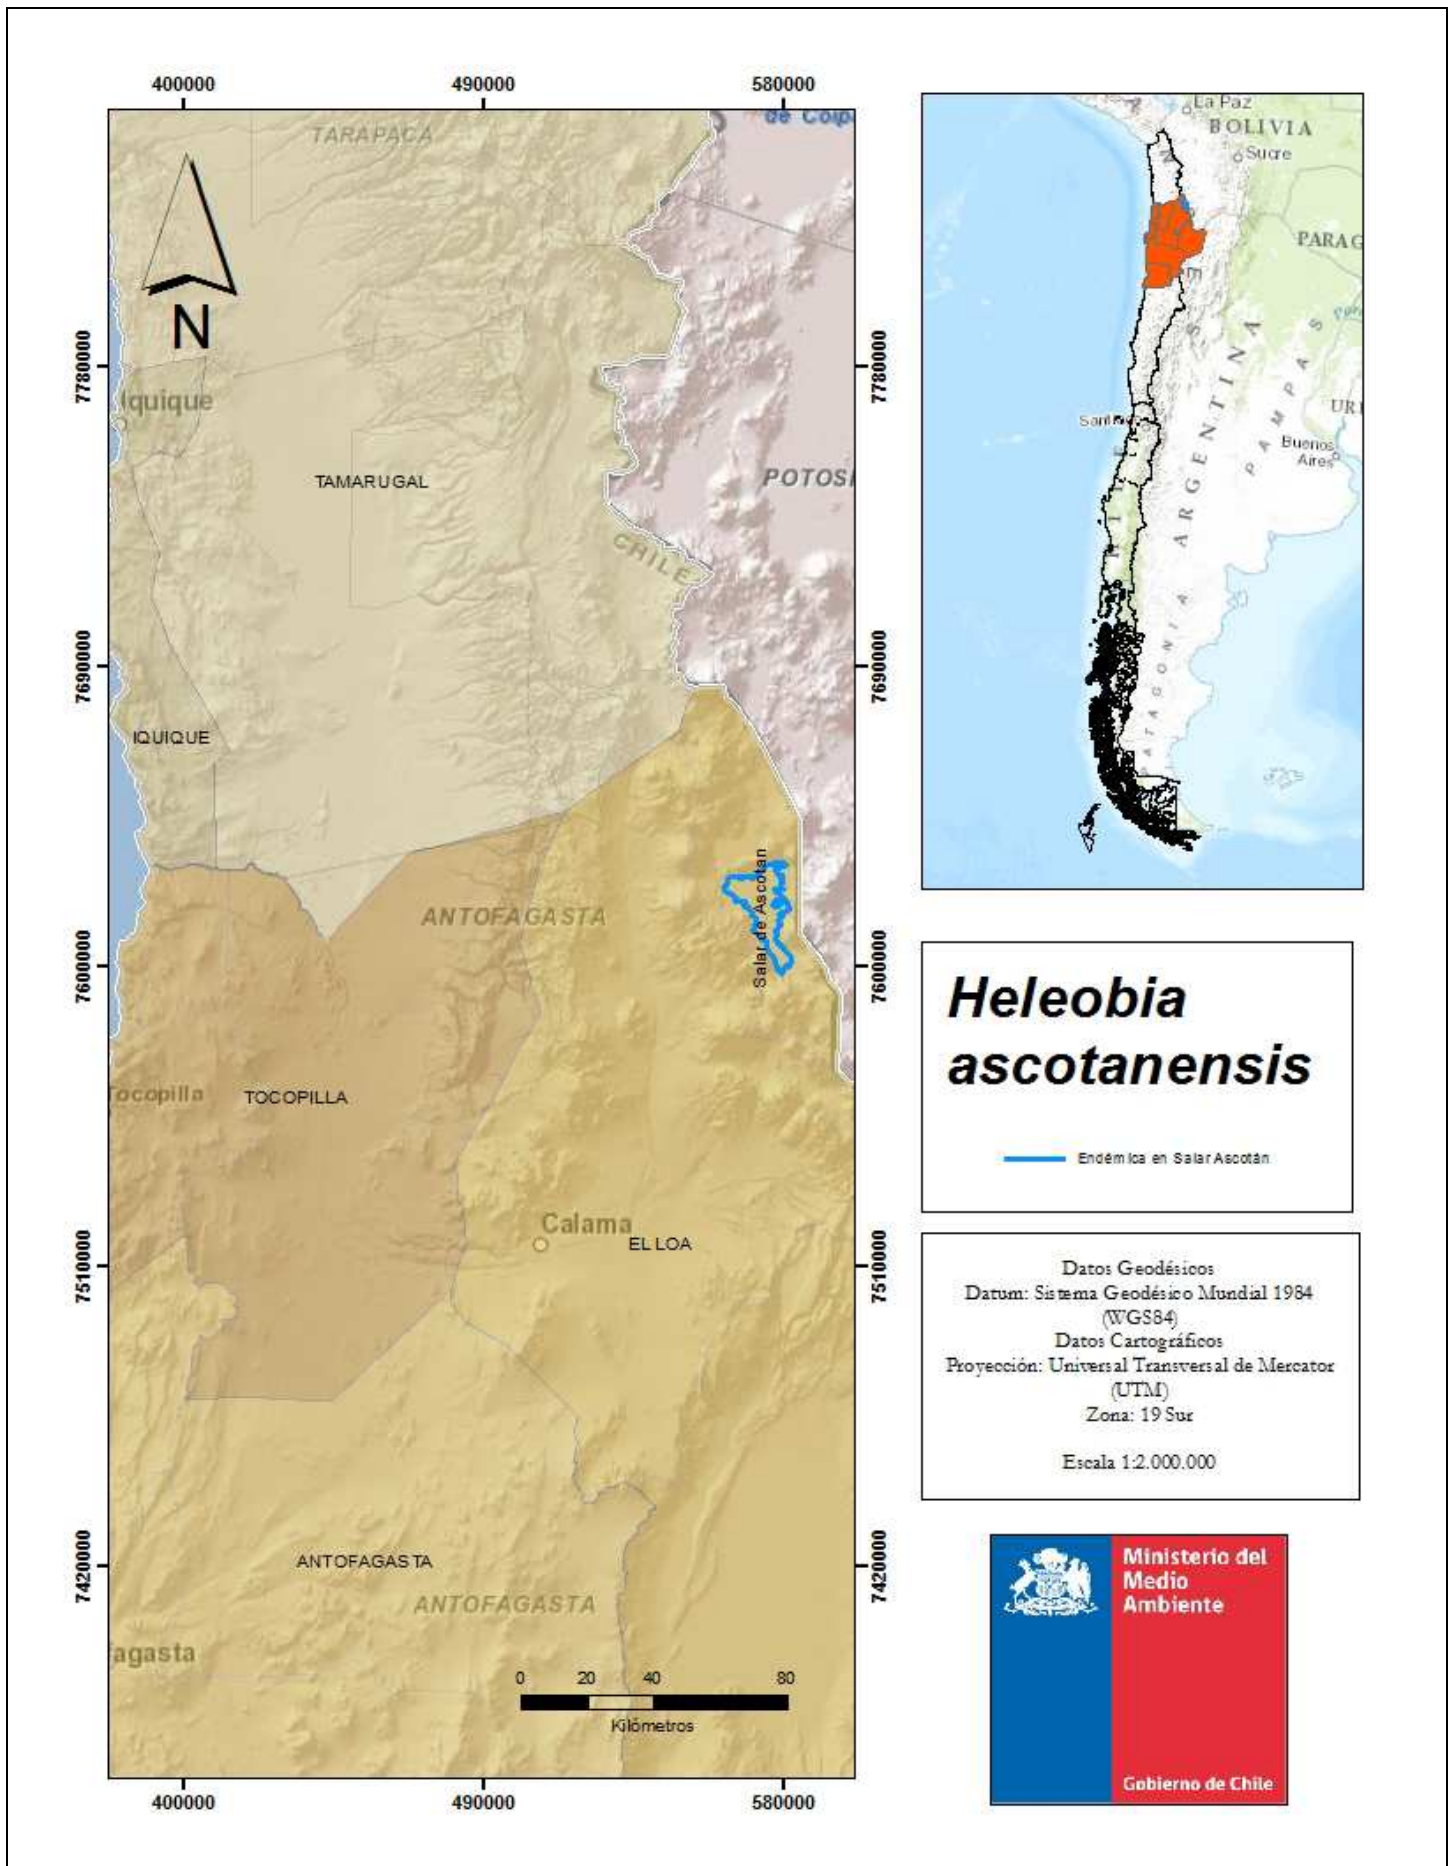 400000
490000
580000
de Colp
TARAPACA
N
7780000
7780000
Iquique
TAMARUGAL
POTOSI
CHILE
7690000
7690000
IQUIQUE
ANTOFAGASTA
Salar de Ascotan
7600000
7600000
Tocopilla
TOCOPILLA
Calama
EL LOA
7510000
7510000
ANTOFAGASTA
7420000
7420000
ANTOFAGASTA
fagasta
0 20 40 80
Kilómetros
400000
490000
580000
La Paz
BOLIVIA
Sucre
PARAG
ARGENTINA
PAMPAS
URU
Buenos
Aires
PATAGONIA
Heleobia
ascotanensis
Endémica en Salar Ascotán
Datos Geodésicos
Datum: Sistema Geodésico Mundial 1984
(WGS84)
Datos Cartográficos
Proyección: Universal Transversal de Mercator
(UTM)
Zona: 19 Sur
Escala 1:2.000.000
Ministerio del
Medio
Ambiente
Gobierno de Chile